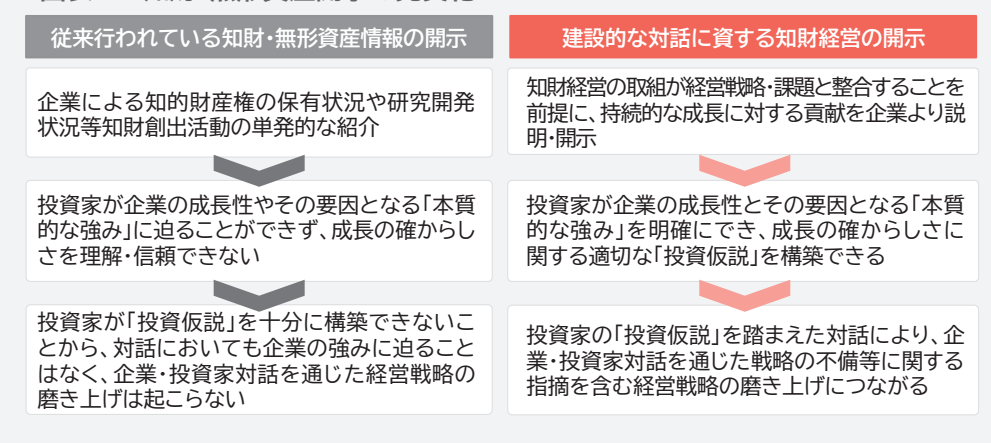 従来行われている知財・無形資産情報の開示
企業による知的財産権の保有状況や研究開発
状況等知財創出活動の単発的な紹介
投資家が企業の成長性やその要因となる「本質
的な強み」に迫ることができず、成長の確からし
さを理解・信頼できない
投資家が「投資仮説」を十分に構築できないこ
とから、対話においても企業の強みに迫ること
はなく、企業・投資家対話を通じた経営戦略の
磨き上げは起こらない
建設的な対話に資する知財経営の開示
知財経営の取組が経営戦略・課題と整合することを
前提に、持続的な成長に対する貢献を企業より説
明・開示
投資家が企業の成長性とその要因となる「本質
的な強み」を明確にでき、成長の確からしさに
関する適切な「投資仮説」を構築できる
投資家の「投資仮説」を踏まえた対話により、企
業・投資家対話を通じた戦略の不備等に関する
指摘を含む経営戦略の磨き上げにつながる